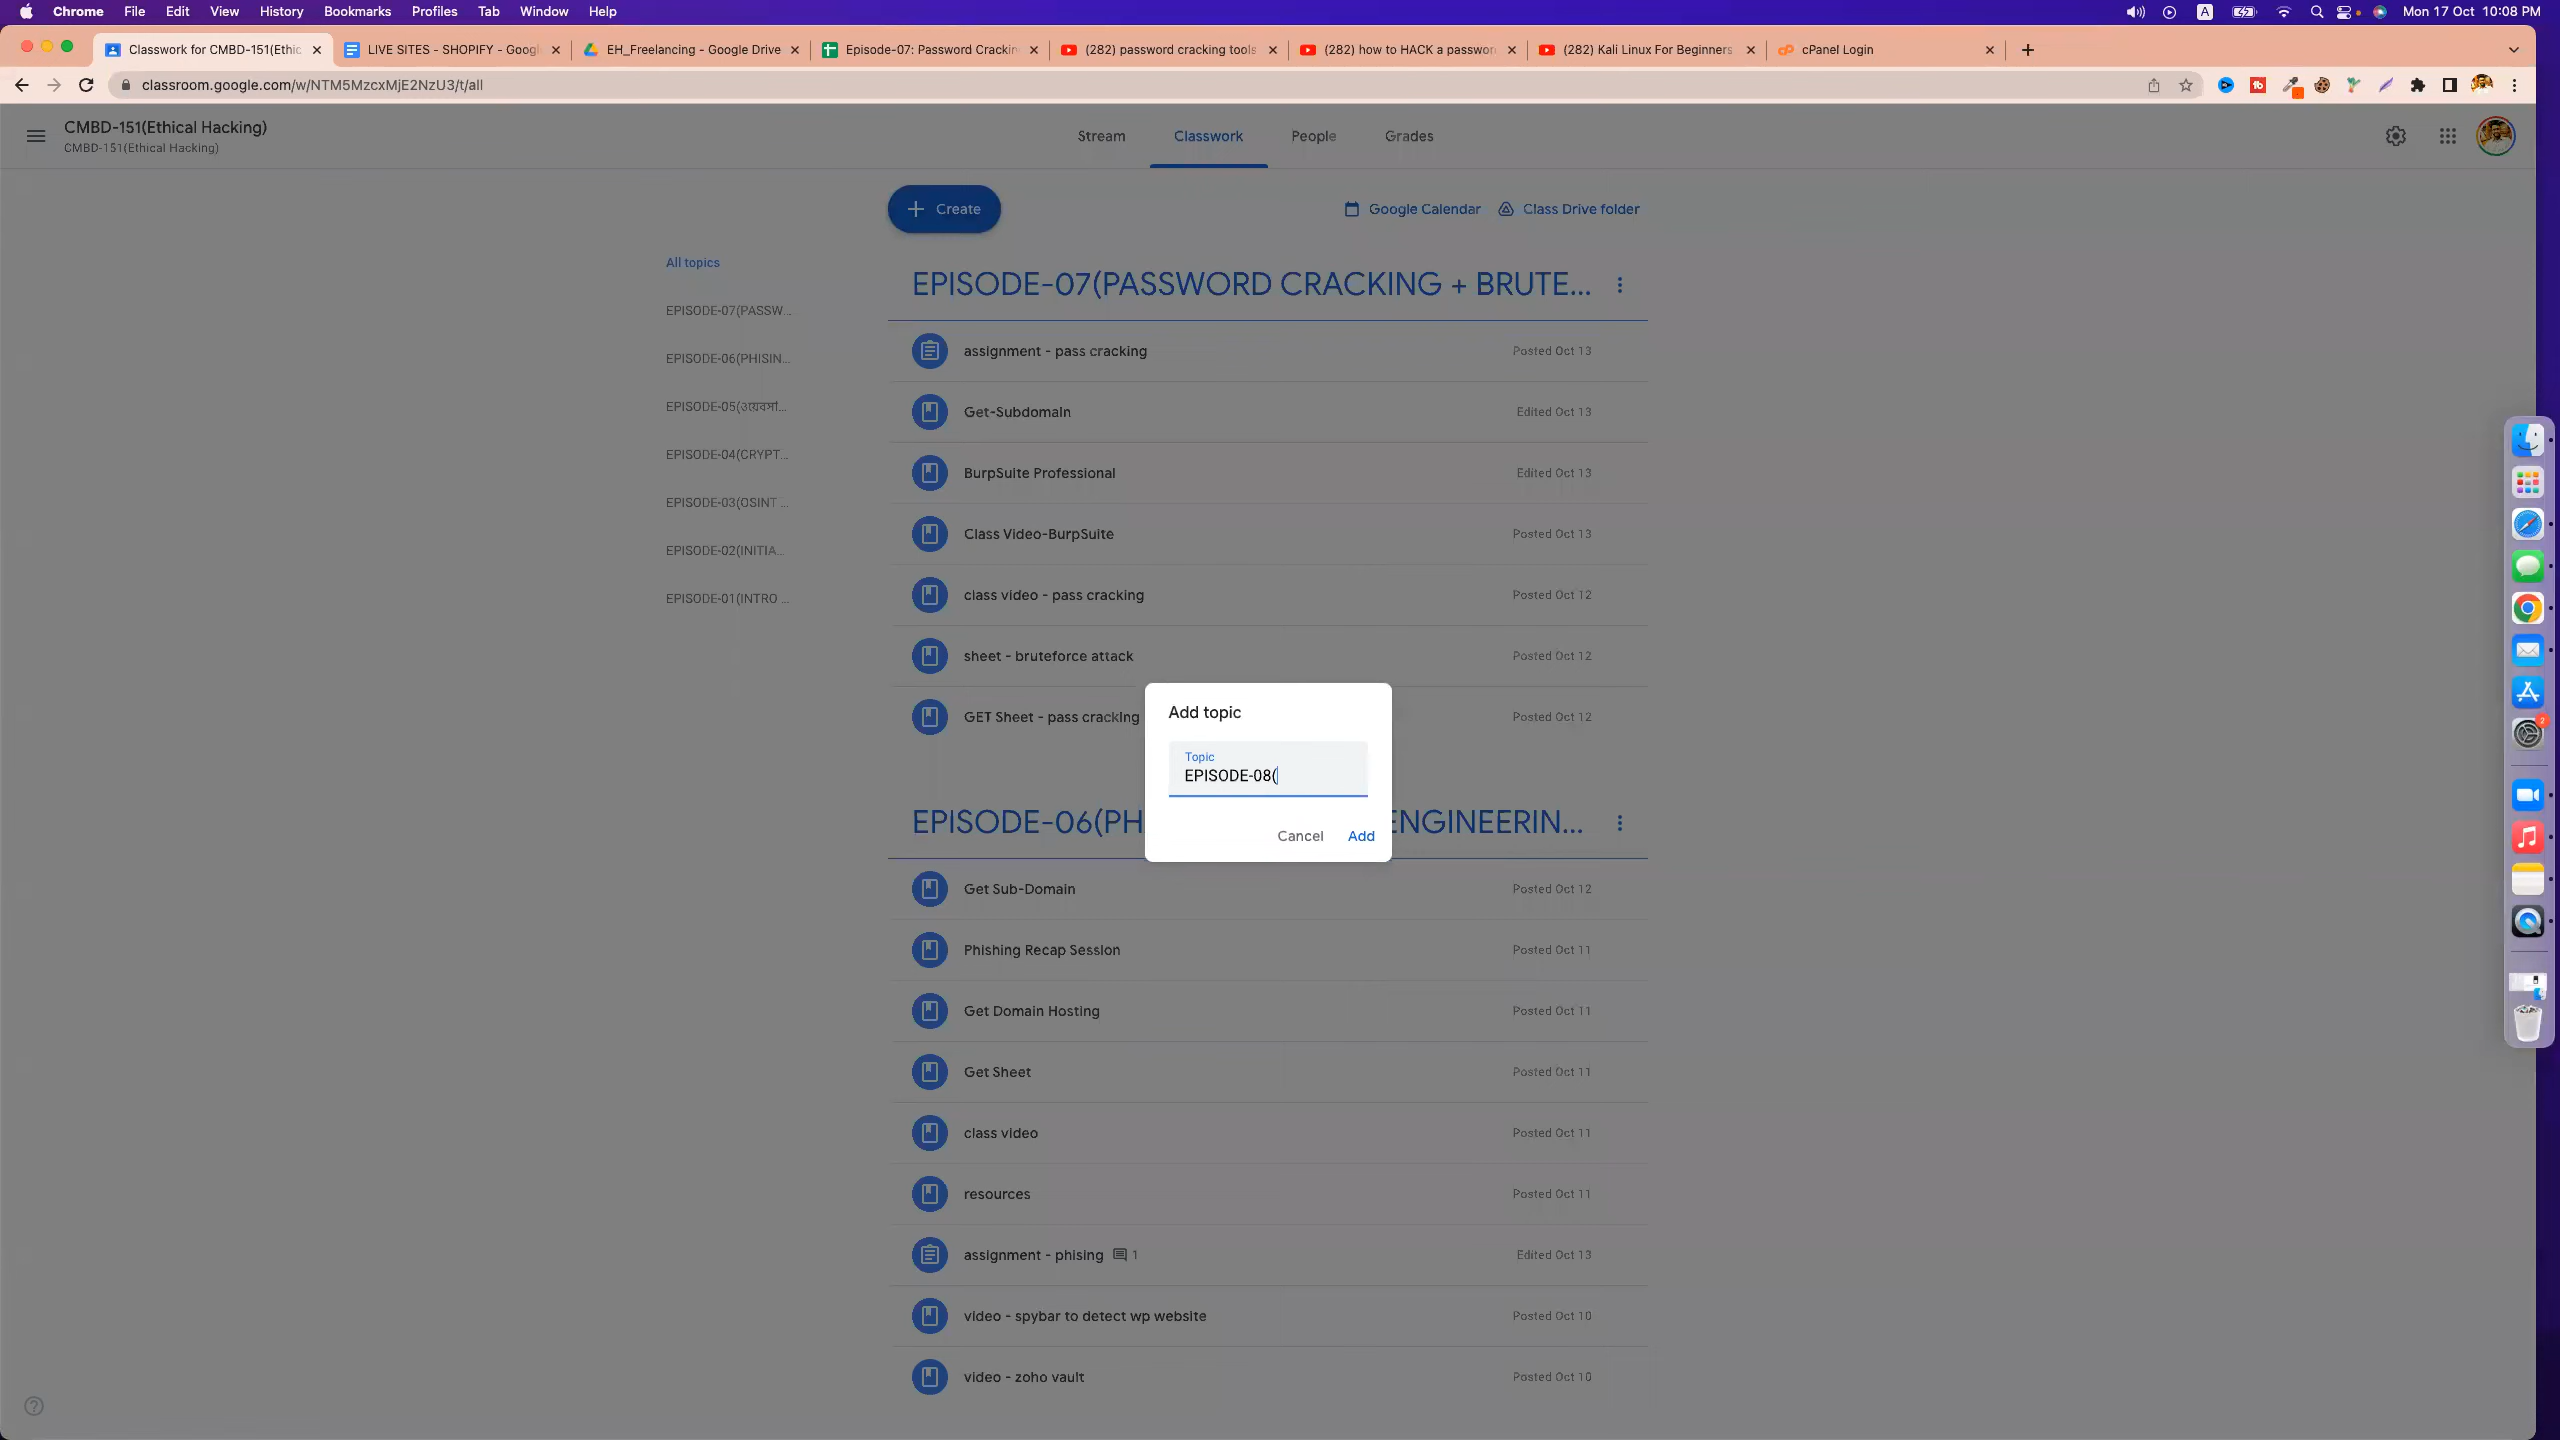 Chrome File Edit View History Bookmarks Profiles Tab Window Help
A
Mon 17 Oct 10:08 PM
Classwork for CMBD-151(Ethic
LIVE SITES - SHOPIFY - Googl
EH_Freelancing - Google Drive
Episode-07: Password Crackin
(282) password cracking tools
(282) how to HACK a passwor
(282) Kali Linux For Beginners
cPanel Login
classroom.google.com/w/NTM5MzcxMjE2NzU3/t/all
CMBD-151(Ethical Hacking)
CMBD-151(Ethical Hacking)
Stream Classwork People Grades
Create
Google Calendar
Class Drive folder
All topics
EPISODE-07(PASSW...
EPISODE-06(PHISIN...
EPISODE-05(ওয়েবসা...
EPISODE-04(CRYPT...
EPISODE-03(OSINT ...
EPISODE-02(INITIA...
EPISODE-01(INTRO ...
EPISODE-07(PASSWORD CRACKING + BRUTE...
assignment - pass cracking Posted Oct 13
Get-Subdomain Edited Oct 13
BurpSuite Professional Edited Oct 13
Class Video-BurpSuite Posted Oct 13
class video - pass cracking Posted Oct 12
sheet - bruteforce attack Posted Oct 12
GET Sheet - pass cracking Posted Oct 12
Add topic
Topic
EPISODE-08(
Cancel Add
EPISODE-06(PH ENGINEERIN...
Get Sub-Domain Posted Oct 12
Phishing Recap Session Posted Oct 11
Get Domain Hosting Posted Oct 11
Get Sheet Posted Oct 11
class video Posted Oct 11
resources Posted Oct 11
assignment - phising 1 Edited Oct 13
video - spybar to detect wp website Posted Oct 10
video - zoho vault Posted Oct 10
2